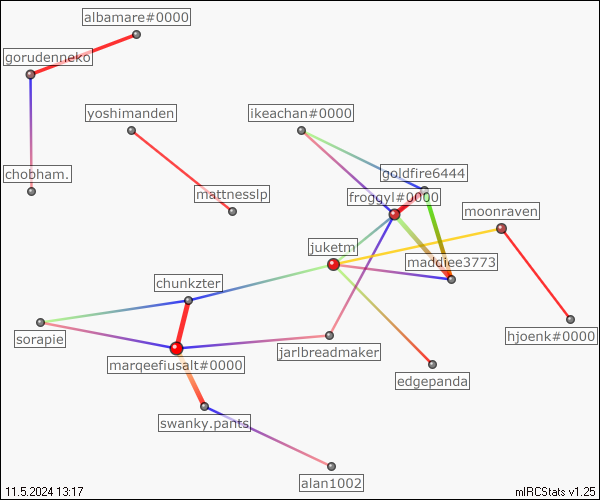 albamare#0000
gorudenneko
yoshimanden
ikeachan#0000
chobham.
goldfire6444
mattnesslp
froggyl#0000
moonraven
juketm
maddiee3773
chunkzter
sorapie
hjoenk#0000
jarlbreadmaker
marqeefiusalt#0000
edgepanda
swanky.pants
alan1002
11.5.2024 13:17
mIRCStats v1.25